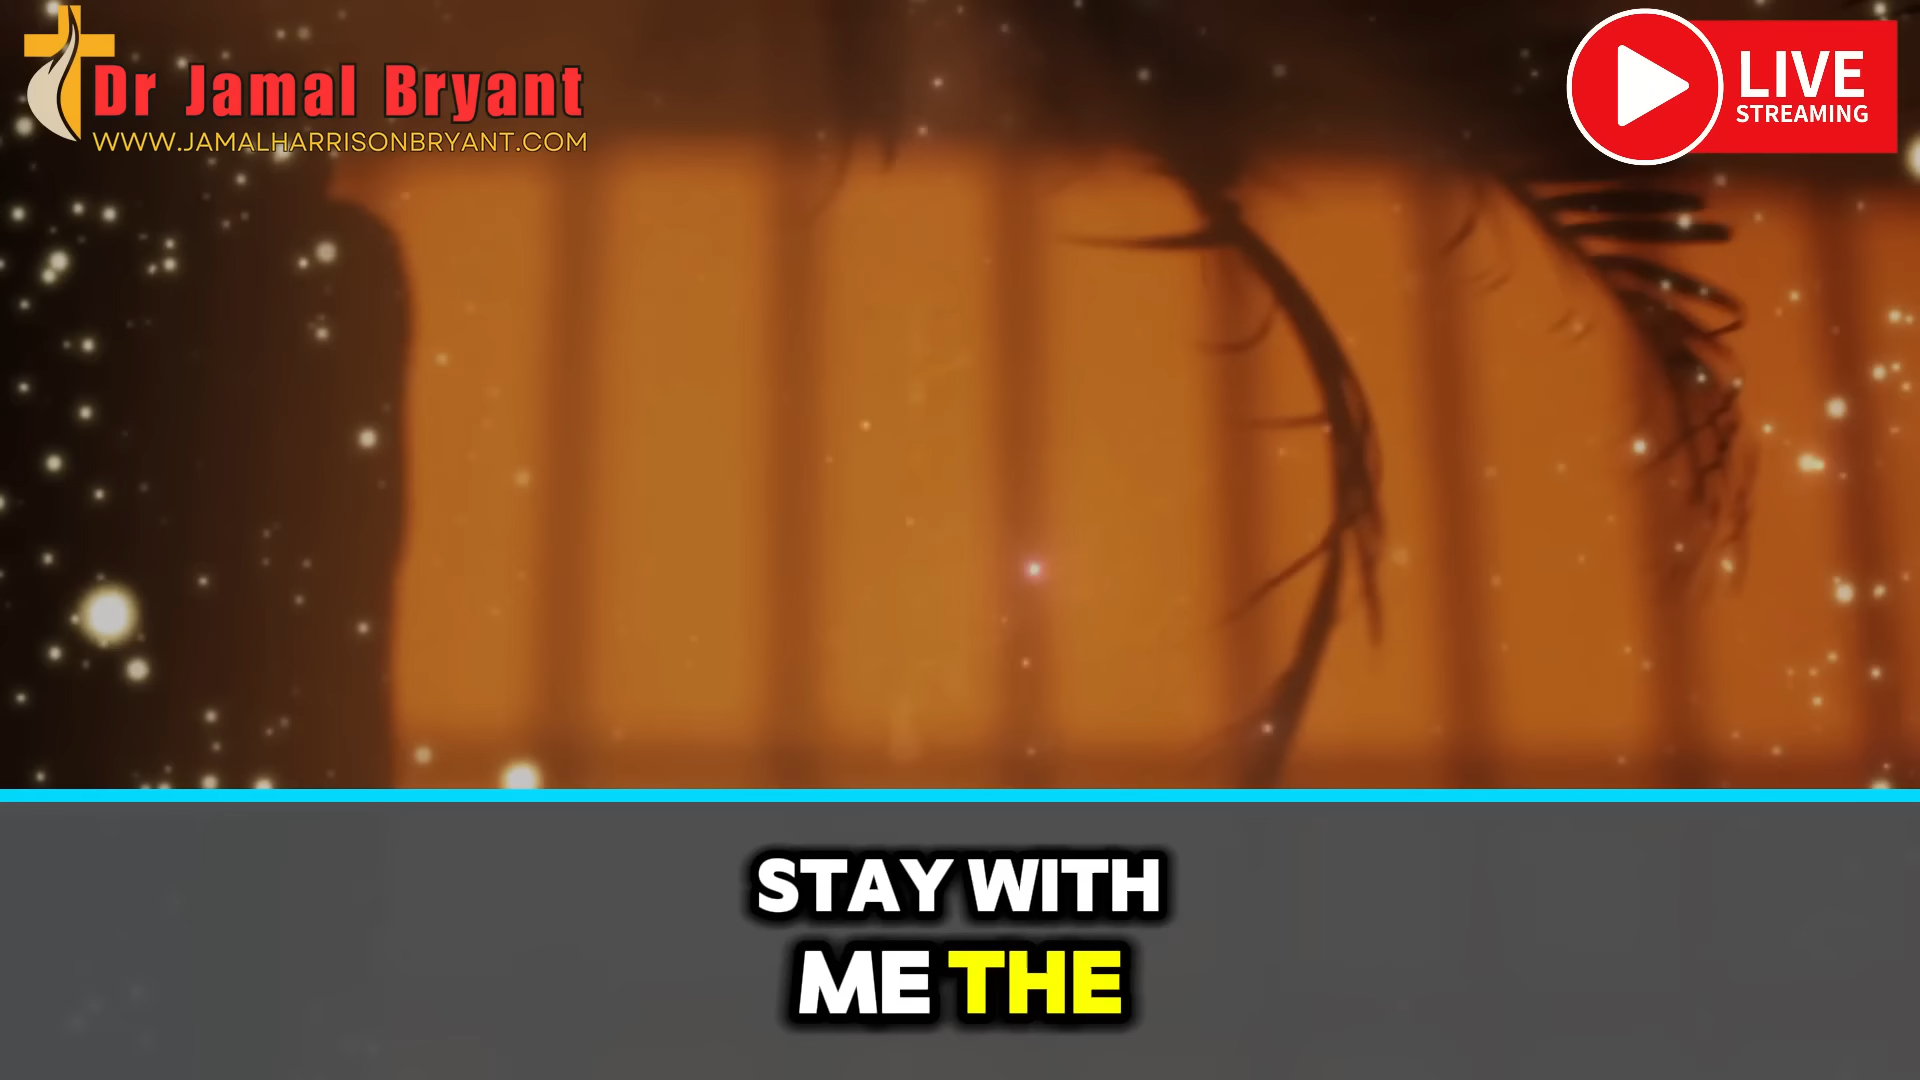 Dr Jamal Bryant
WWW.JAMALHARRISONBRYANT.COM
LIVE
STREAMING
STAY WITH
ME THE